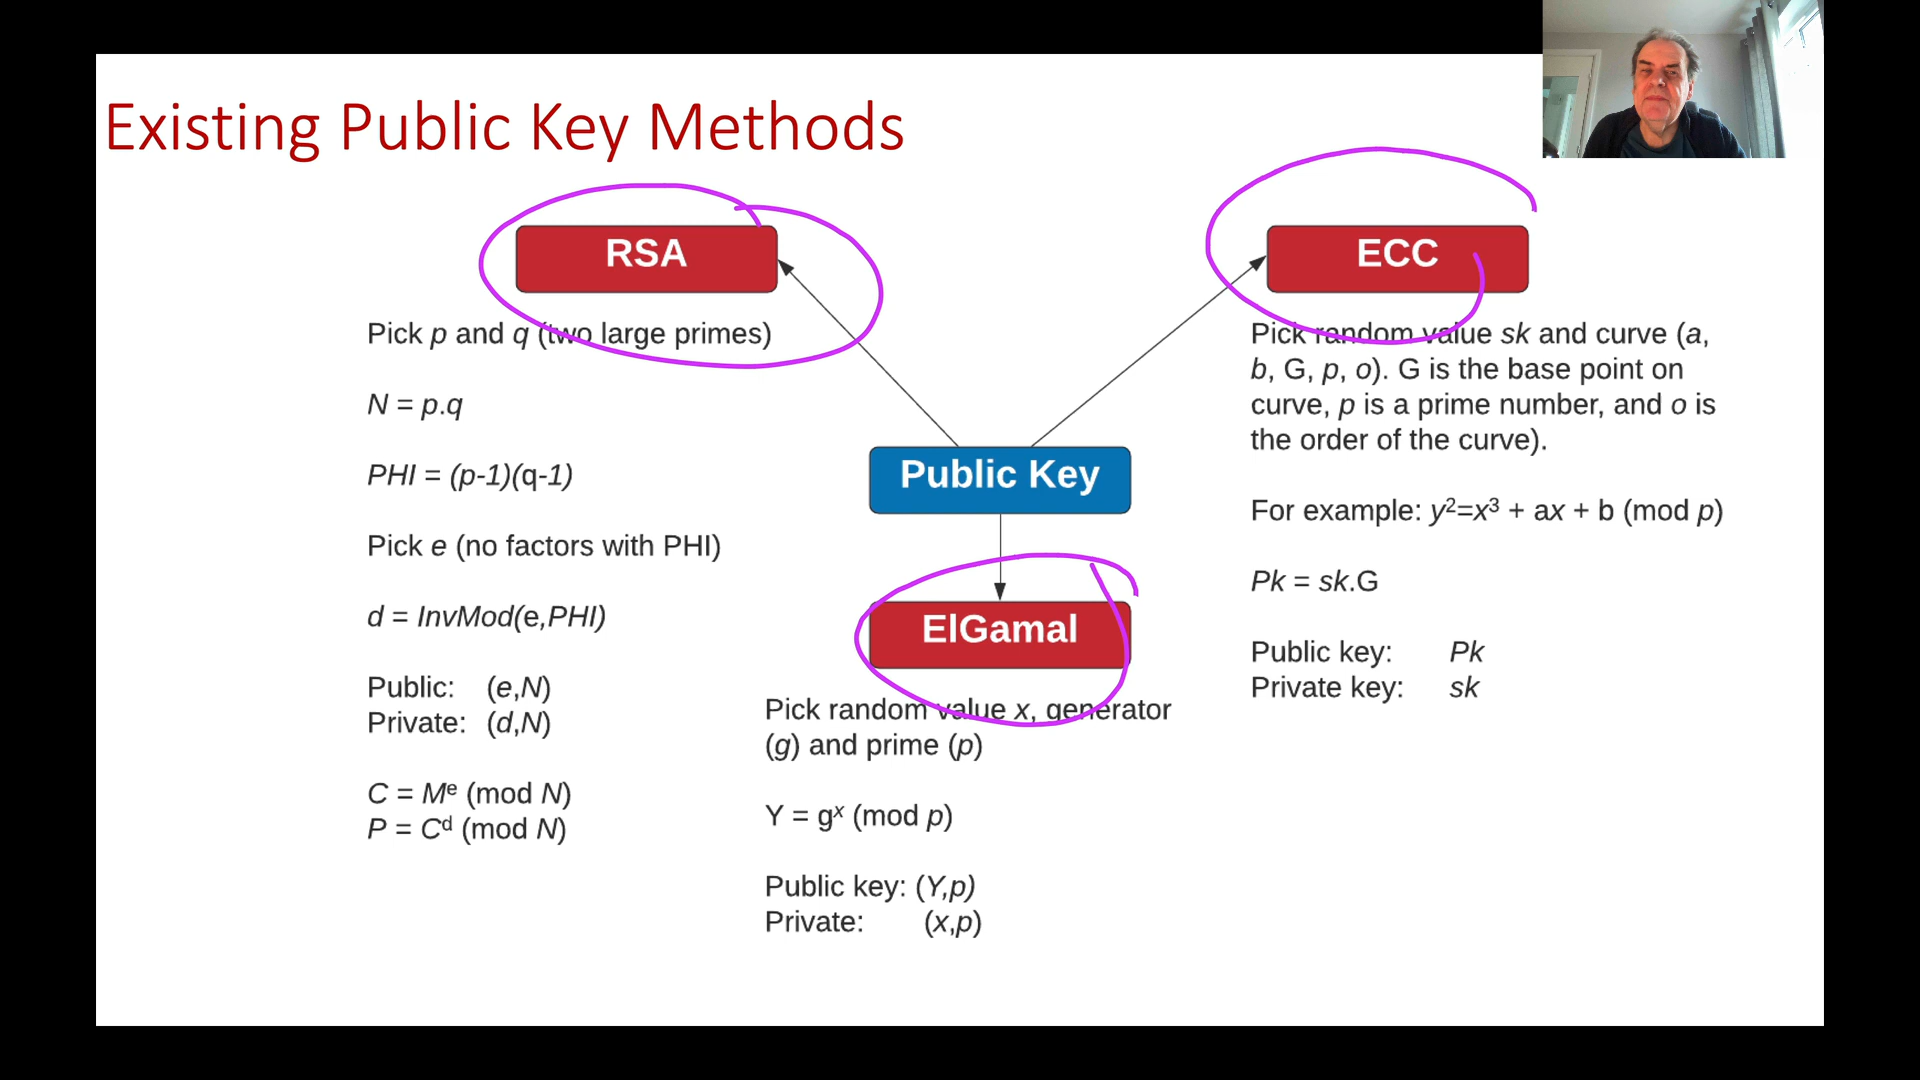 Existing Public Key Methods
RSA
Pick p and q (two large primes)
N = p.q
PHI = (p-1)(q-1)
Pick e (no factors with PHI)
d = InvMod(e,PHI)
Public: (e,N)
Private: (d,N)
C = Mᵉ (mod N)
P = Cᵈ (mod N)
Public Key
ElGamal
Pick random value x, generator
(g) and prime (p)
Y = gˣ (mod p)
Public key: (Y,p)
Private: (x,p)
ECC
Pick random value sk and curve (a,
b, G, p, o). G is the base point on
curve, p is a prime number, and o is
the order of the curve).
For example: y²=x³ + ax + b (mod p)
Pk = sk.G
Public key: Pk
Private key: sk